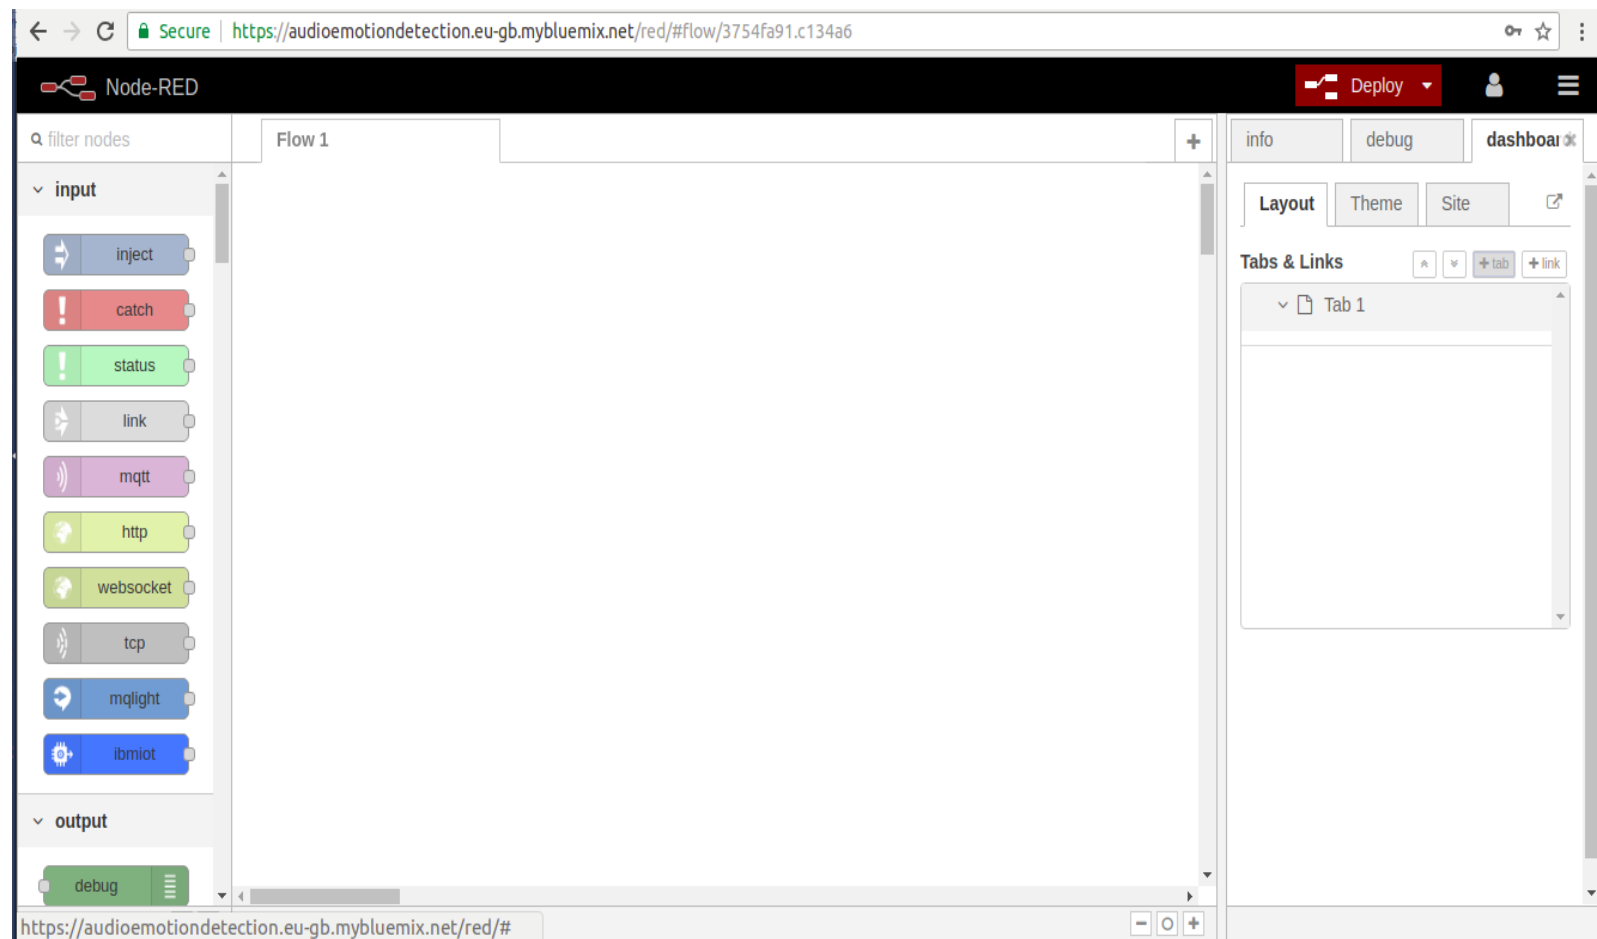 Secure https://audioemotiondetection.eu-gb.mybluemix.net/red/#flow/3754fa91.c134a6
Node-RED
Deploy
filter nodes
Flow 1
info debug dashboar
input
inject
catch
status
link
mqtt
http
websocket
tcp
mqlight
ibmiot
output
debug
Layout Theme Site
Tabs & Links
+ tab + link
Tab 1
https://audioemotiondetection.eu-gb.mybluemix.net/red/#